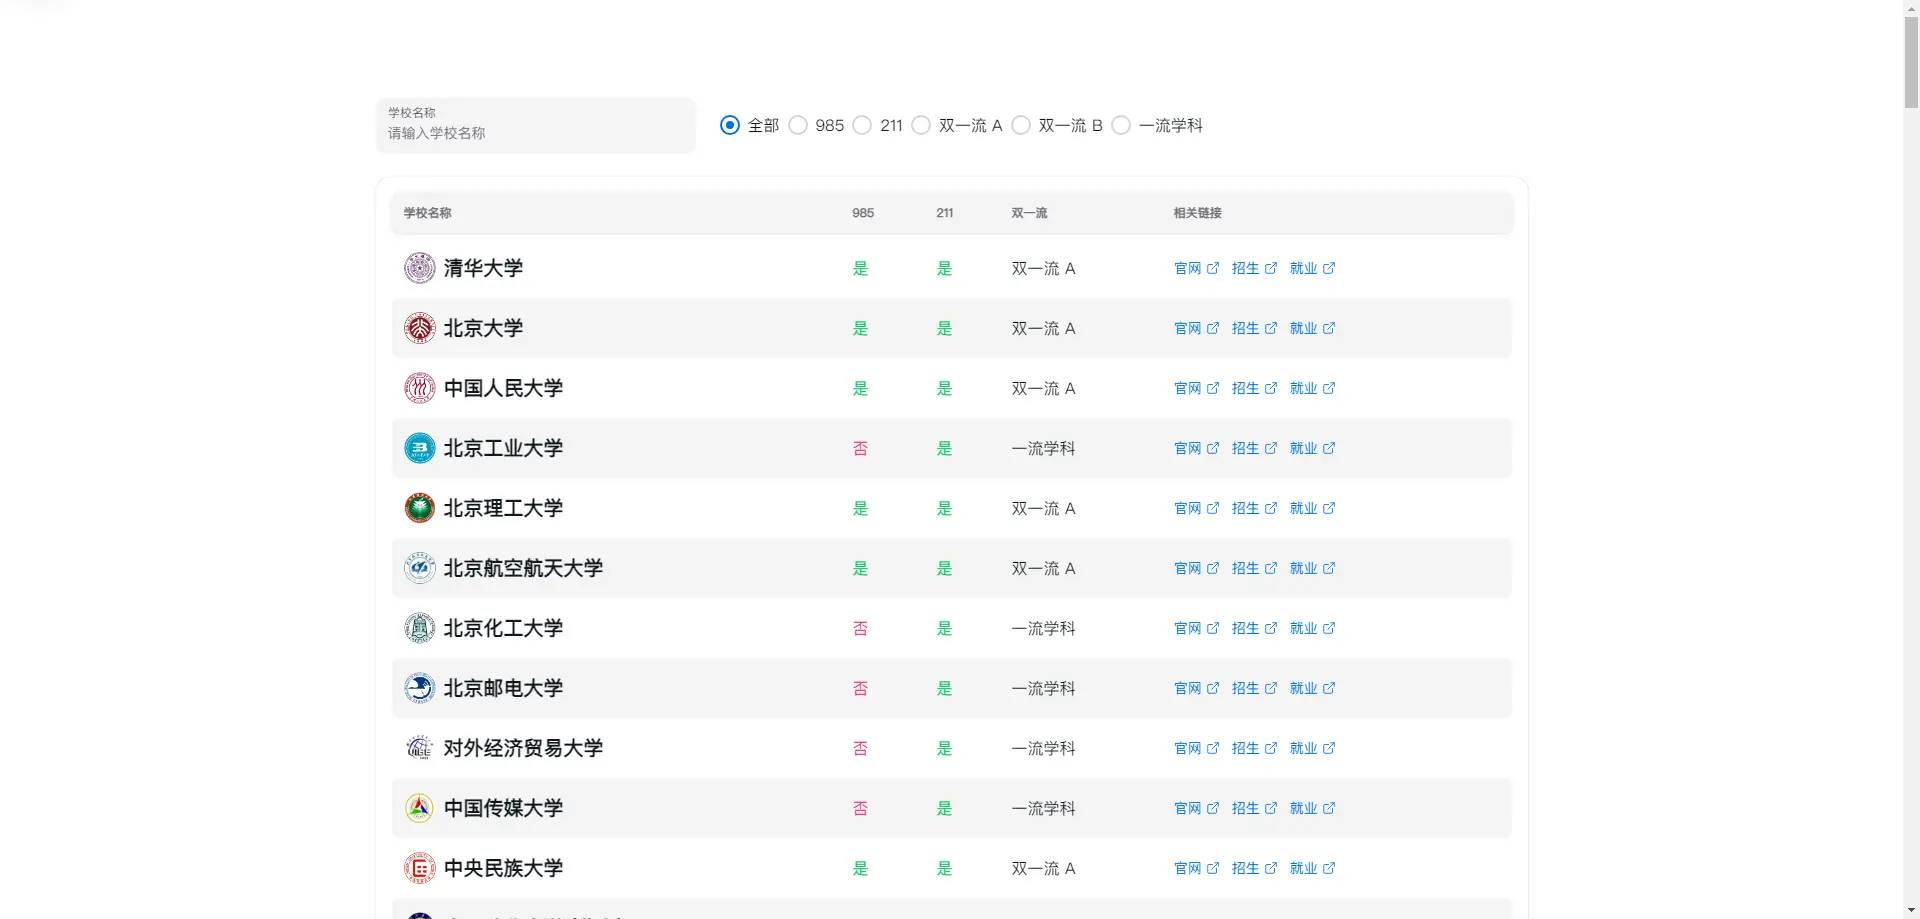 学校名称
请输入学校名称
全部 985 211 双一流 A 双一流 B 一流学科
学校名称 985 211 双一流 相关链接
清华大学 是 是 双一流 A 官网 招生 就业
北京大学 是 是 双一流 A 官网 招生 就业
中国人民大学 是 是 双一流 A 官网 招生 就业
北京工业大学 否 是 一流学科 官网 招生 就业
北京理工大学 是 是 双一流 A 官网 招生 就业
北京航空航天大学 是 是 双一流 A 官网 招生 就业
北京化工大学 否 是 一流学科 官网 招生 就业
北京邮电大学 否 是 一流学科 官网 招生 就业
对外经济贸易大学 否 是 一流学科 官网 招生 就业
中国传媒大学 否 是 一流学科 官网 招生 就业
中央民族大学 是 是 双一流 A 官网 招生 就业